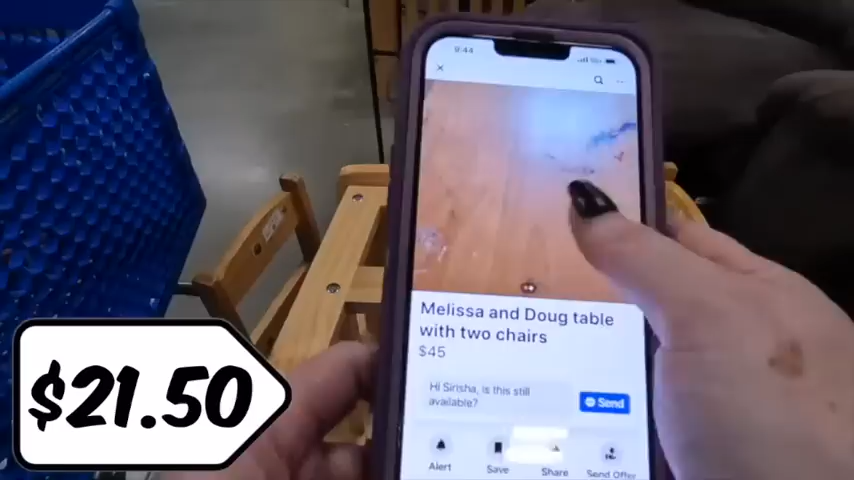 9:44
Melissa and Doug table
with two chairs
$45
Hi Sirisha, is this still
available?
Send
Alert
Save
Share
Send Offer
$21.50